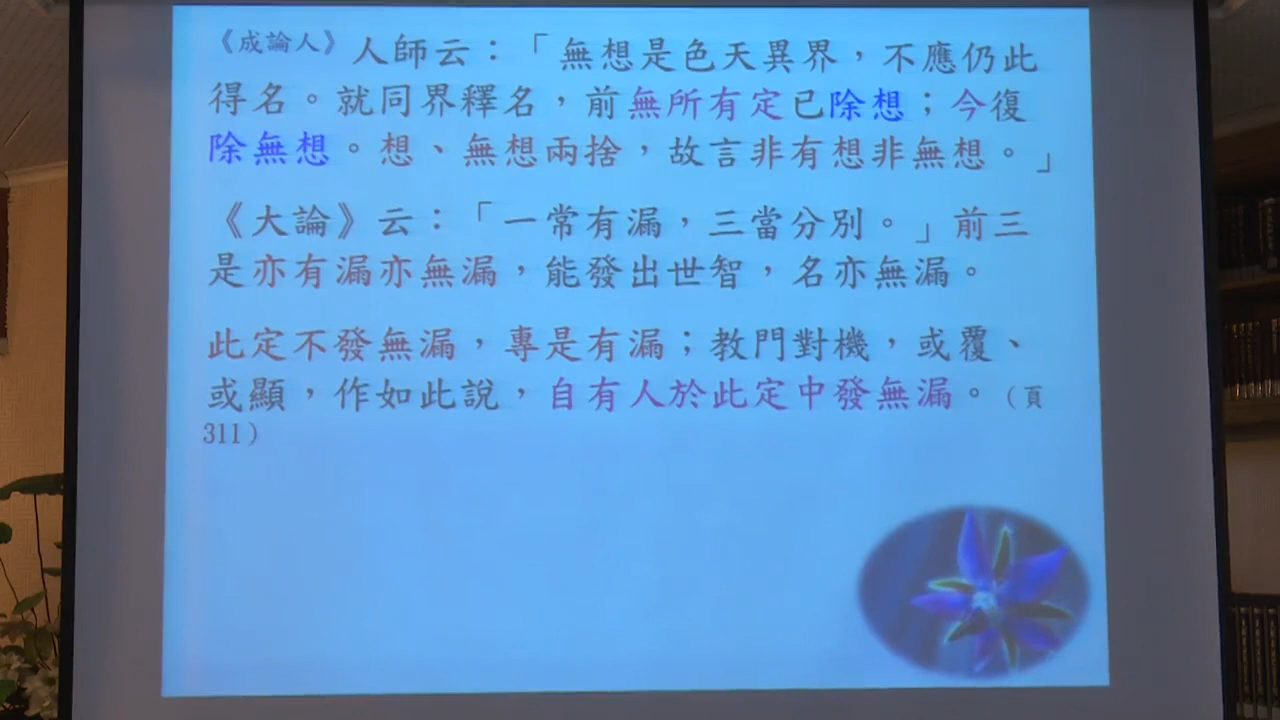 《成論人》人師云：「無想是色天異界，不應仍此
得名。就同界釋名，前無所有定已除想；今復
除無想。想、無想兩捨，故言非有想非無想。」
《大論》云：「一常有漏，三當分別。」前三
是亦有漏亦無漏，能發出世智，名亦無漏。
此定不發無漏，專是有漏；教門對機，或覆、
或顯，作如此說，自有人於此定中發無漏。（頁
311）